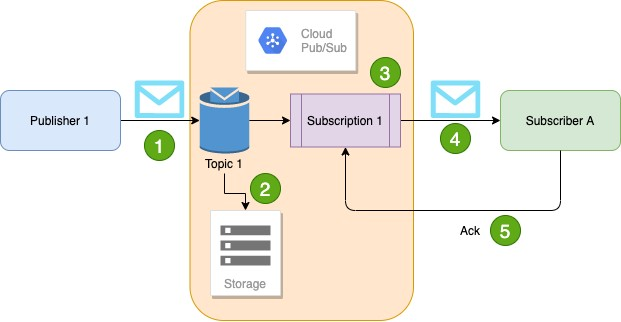 Cloud
Pub/Sub
3
Publisher 1
1
Topic 1
Subscription 1
4
Subscriber A
2
Storage
Ack
5